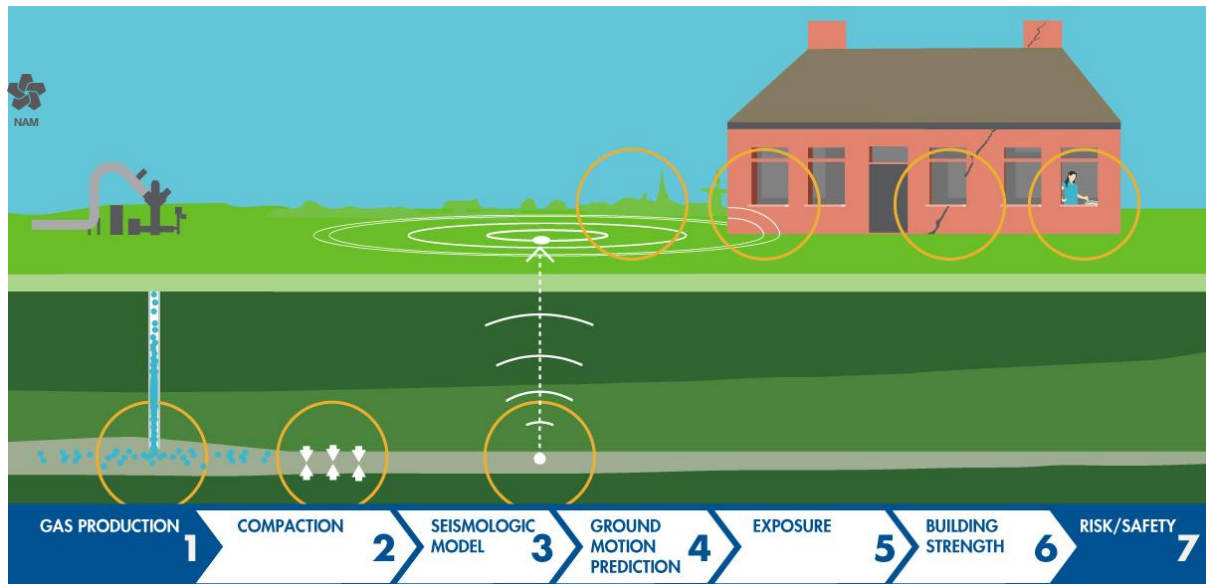 NAM
GAS PRODUCTION
1
COMPACTION
2
SEISMOLOGIC
MODEL
3
GROUND
MOTION
PREDICTION
4
EXPOSURE
5
BUILDING
STRENGTH
6
RISK/SAFETY
7